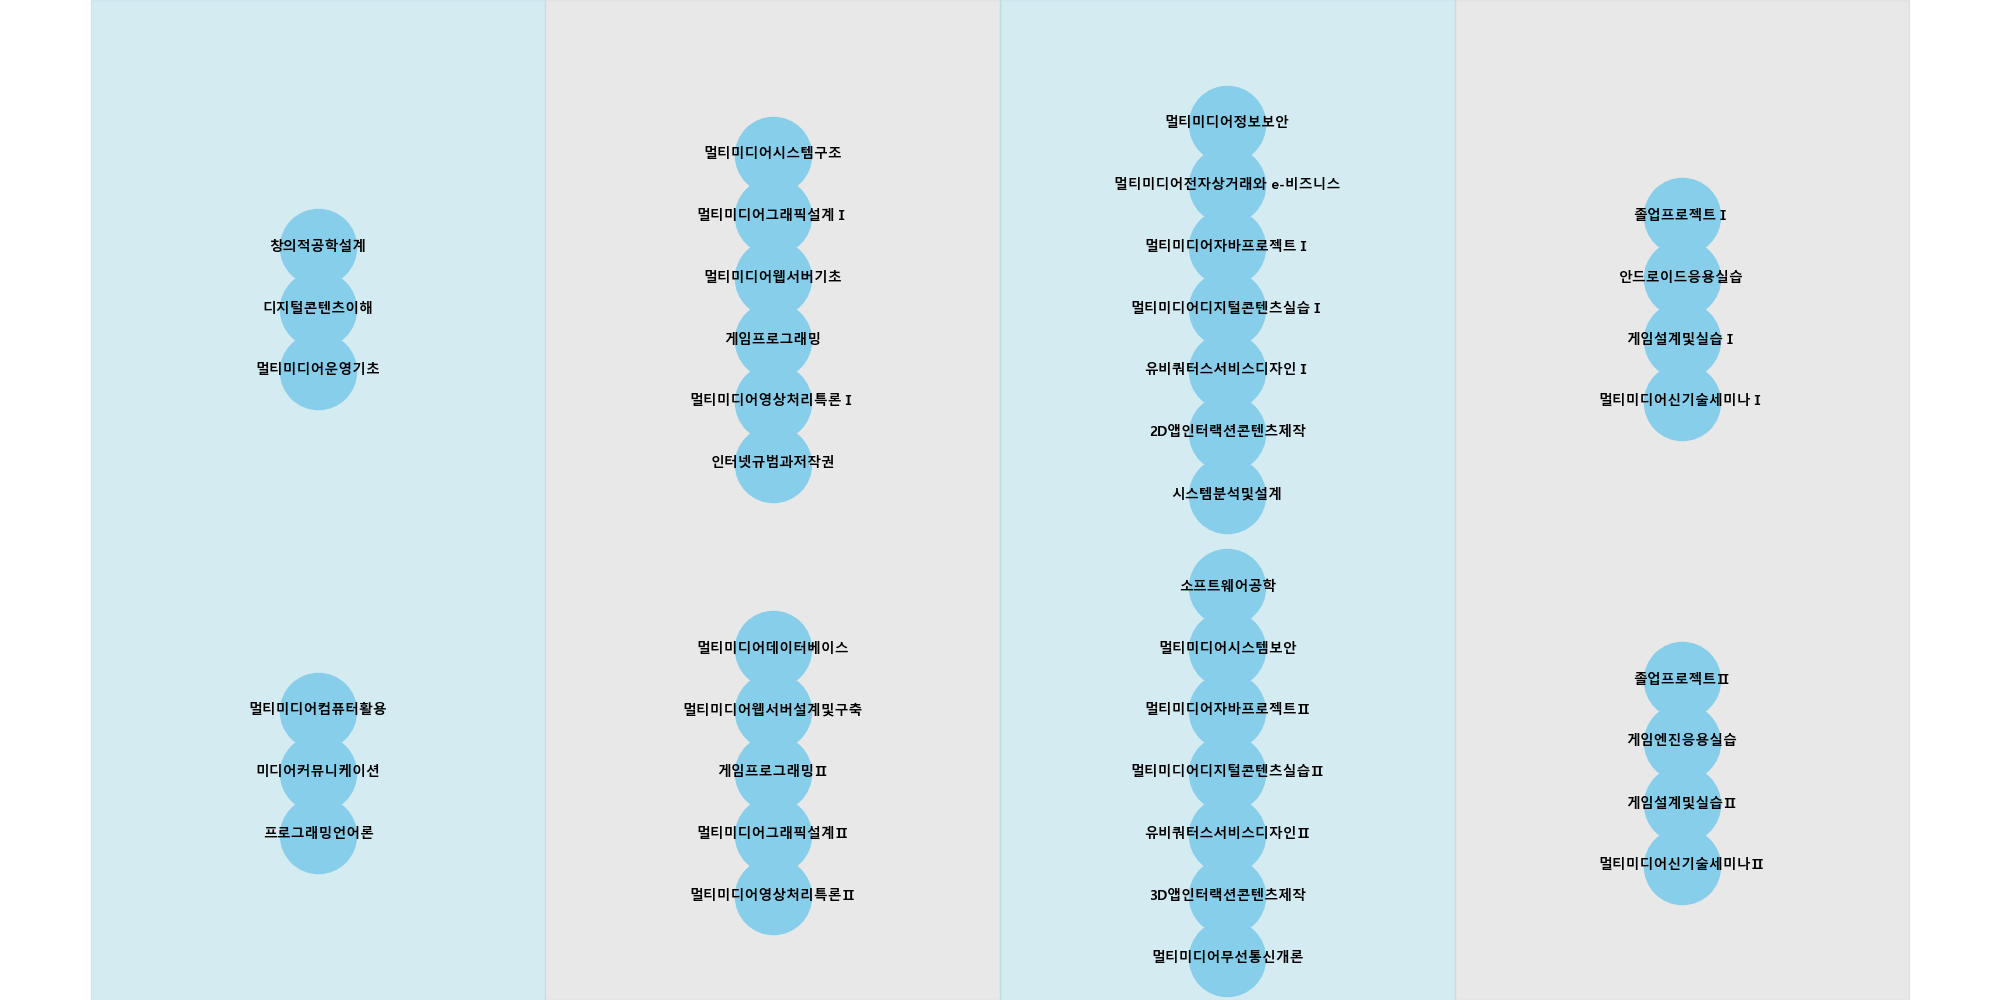 창의적공학설계
디지털콘텐츠이해
멀티미디어운영기초
멀티미디어컴퓨터활용
미디어커뮤니케이션
프로그래밍언어론
멀티미디어시스템구조
멀티미디어그래픽설계Ⅰ
멀티미디어웹서버기초
게임프로그래밍
멀티미디어영상처리특론Ⅰ
인터넷규범과저작권
멀티미디어데이터베이스
멀티미디어웹서버설계및구축
게임프로그래밍Ⅱ
멀티미디어그래픽설계Ⅱ
멀티미디어영상처리특론Ⅱ
멀티미디어정보보안
멀티미디어전자상거래와 e-비즈니스
멀티미디어자바프로젝트Ⅰ
멀티미디어디지털콘텐츠실습Ⅰ
유비쿼터스서비스디자인Ⅰ
2D앱인터랙션콘텐츠제작
시스템분석및설계
소프트웨어공학
멀티미디어시스템보안
멀티미디어자바프로젝트Ⅱ
멀티미디어디지털콘텐츠실습Ⅱ
유비쿼터스서비스디자인Ⅱ
3D앱인터랙션콘텐츠제작
멀티미디어무선통신개론
졸업프로젝트Ⅰ
안드로이드응용실습
게임설계및실습Ⅰ
멀티미디어신기술세미나Ⅰ
졸업프로젝트Ⅱ
게임엔진응용실습
게임설계및실습Ⅱ
멀티미디어신기술세미나Ⅱ